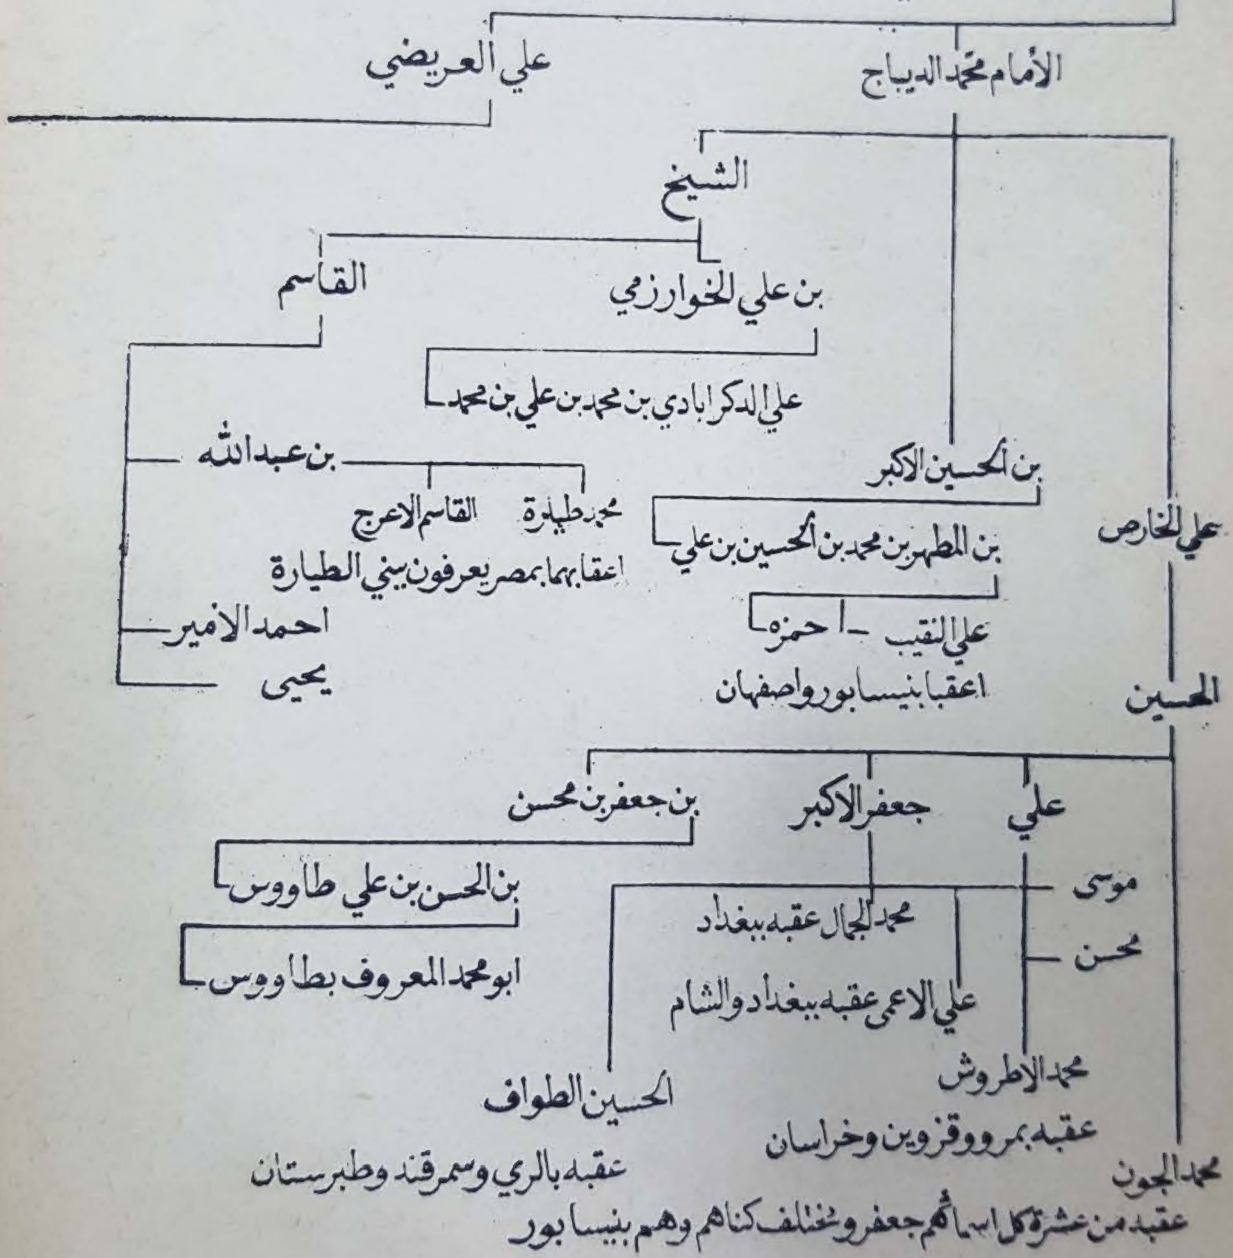 الأمام محمد الديباج
علي العريضي
الشيخ
القاسم
بن علي الخوارزمي
علي الدكرابادي بن محمد بن علي بن محمد
بن عبدالله
بن الحسين الاكبر
محمد طيارة
القاسم الاعرج
علي الخارص
بن المطهر بن محمد بن الحسين بن علي
اعقابهما بمصر يعرفون ببني الطيارة
احمد الامير
علي النقيب - احمزه
يحيى
اعقبا بنيسابور واصفهان
الحسين
علي
جعفر الاكبر
بن جعفر بن محسن
موسى
بن الحسن بن علي طاووس
محمد الجمال عقبه ببغداد
محسن
ابو محمد المعروف بطاووس
علي الاعمى عقبه ببغداد والشام
محمد الاطروش
الحسين الطواف
عقبه بمرو وقزوين وخراسان
عقبه بالري وسمرقند وطبرستان
محمد الجون
عقبه من عشرة كل اسمائهم جعفر وتختلف كناهم وهم بنيسابور